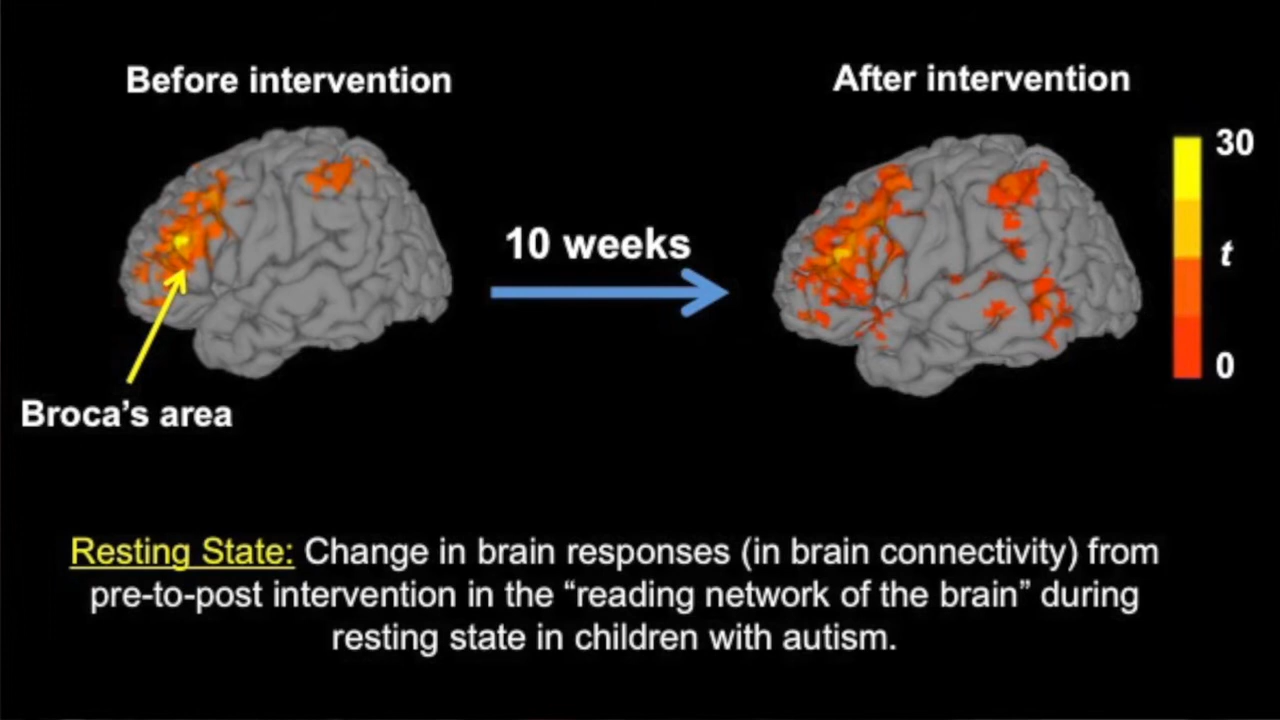 Before intervention
After intervention
30
10 weeks
t
0
Broca’s area
Resting State: Change in brain responses (in brain connectivity) from
pre-to-post intervention in the “reading network of the brain” during
resting state in children with autism.